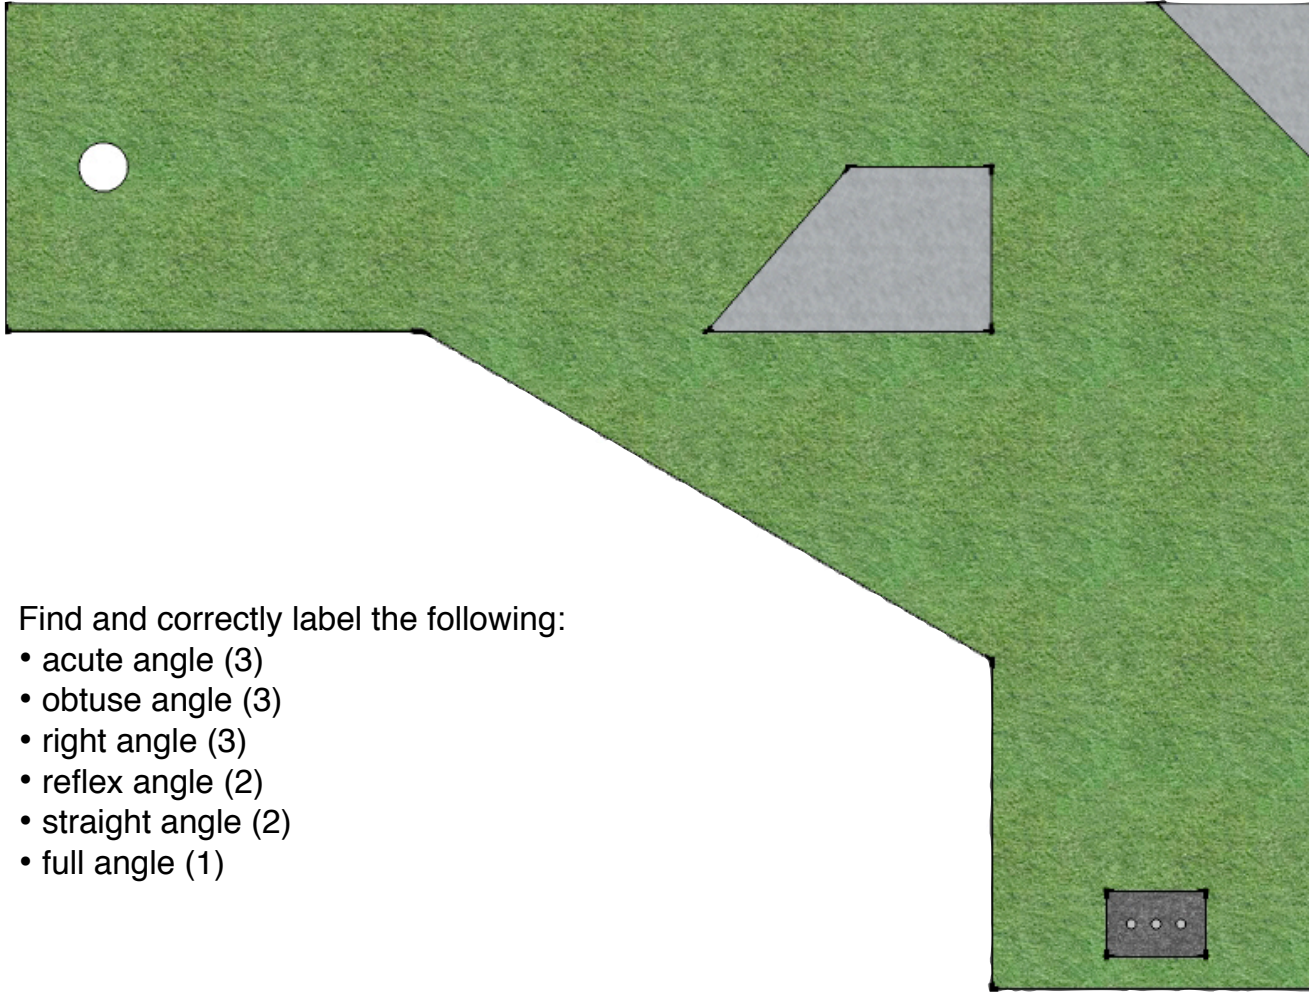 Find and correctly label the following:
• acute angle (3)
• obtuse angle (3)
• right angle (3)
• reflex angle (2)
• straight angle (2)
• full angle (1)